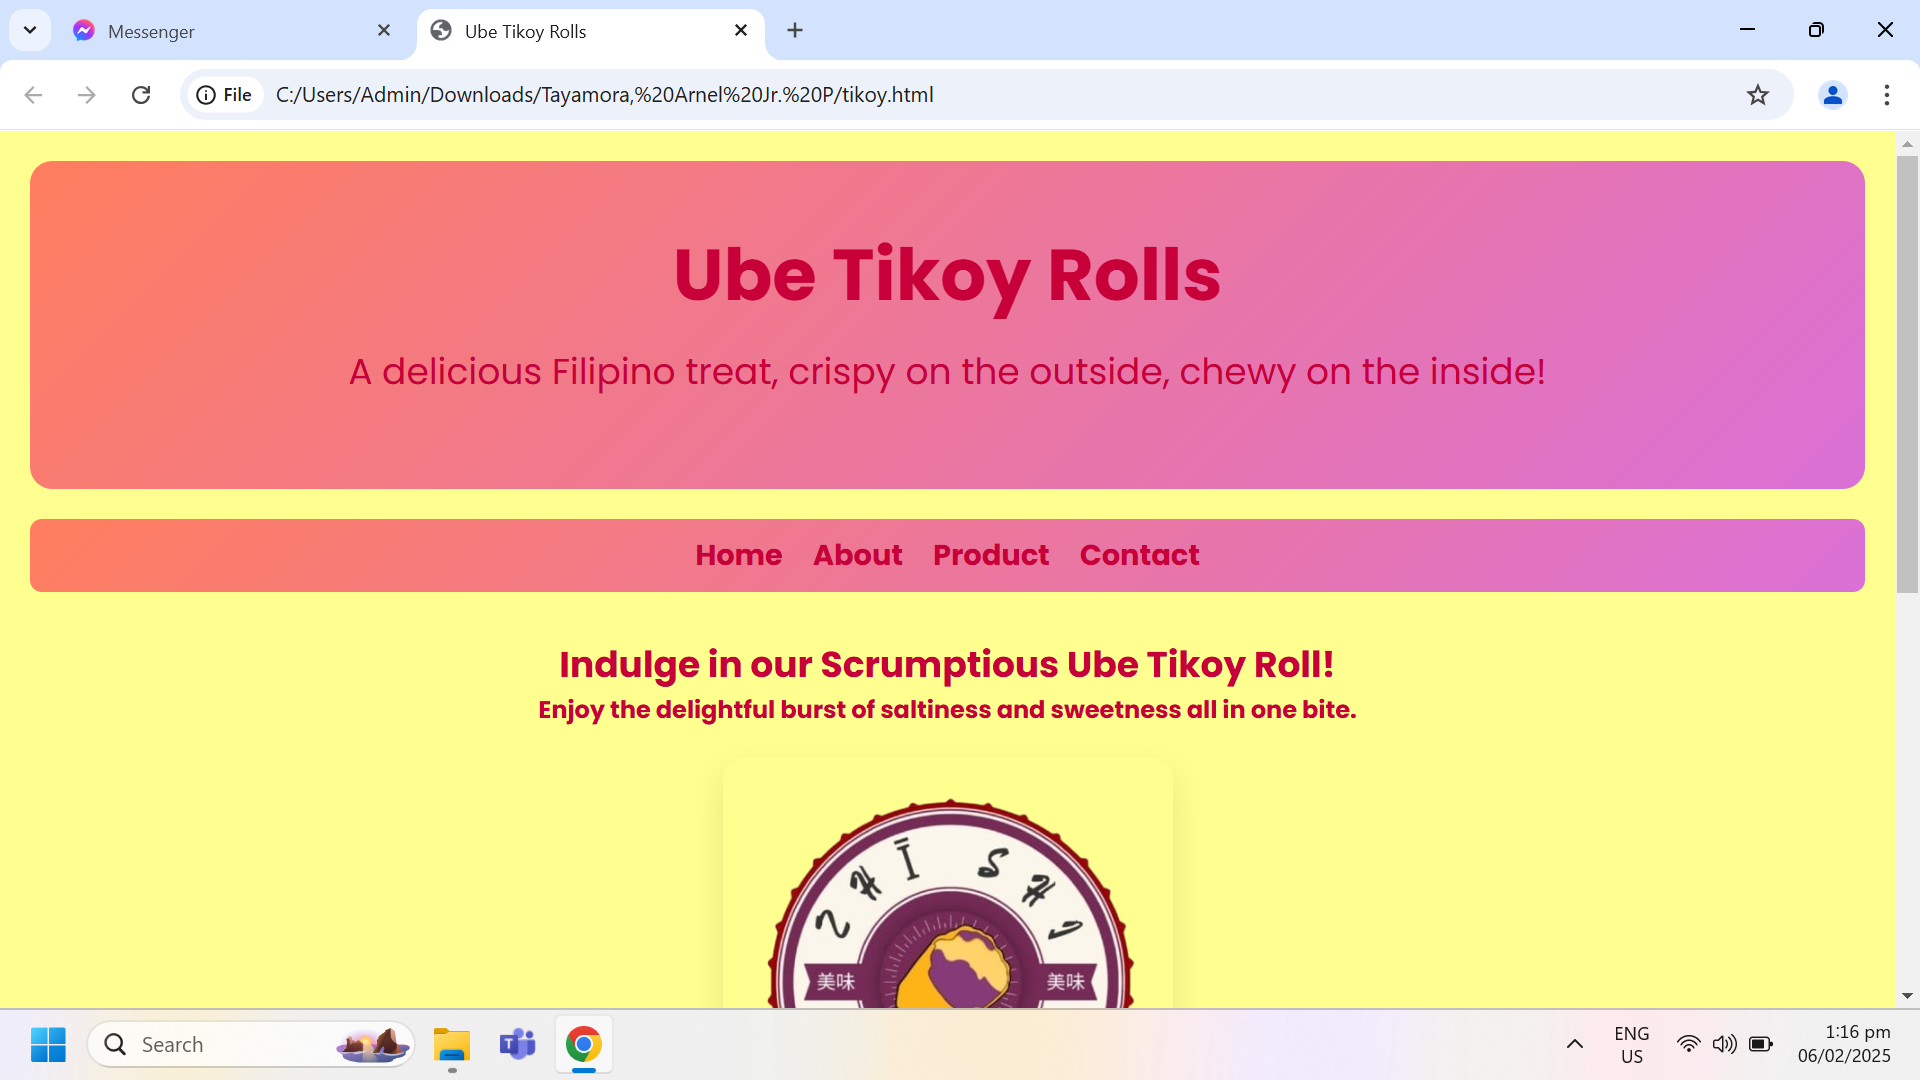 Messenger
Ube Tikoy Rolls
File
C:/Users/Admin/Downloads/Tayamora,%20Arnel%20Jr.%20P/tikoy.html
Ube Tikoy Rolls
A delicious Filipino treat, crispy on the outside, chewy on the inside!
Home About Product Contact
Indulge in our Scrumptious Ube Tikoy Roll!
Enjoy the delightful burst of saltiness and sweetness all in one bite.
ZHĪ SHÌ
美味 美味
Search
ENG
US
1:16 pm
06/02/2025